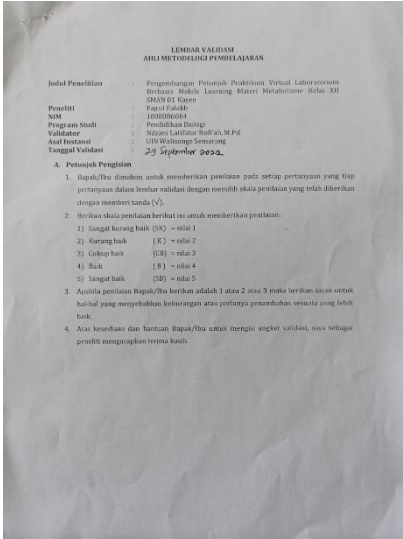 LEMBAR VALIDASI
AHLI METODELOGI PEMBELAJARAN
Judul Penelitian : Pengembangan Petunjuk Praktikum Virtual Laboratorium
Berbasis Mobile Learning Materi Metabolisme Kelas XII
SMAN 01 Kayen
Peneliti : Fajrul Falakh
NIM : 1808086064
Program Studi : Pendidikan Biologi
Validator : Ndzani Latifatur Rofi'ah, M.Pd
Asal Instansi : UIN Walisongo Semarang
Tanggal Validasi : 29 September 2022
A. Petunjuk Pengisian
1. Bapak/Ibu dimohon untuk memberikan penilaian pada setiap pertanyaan yang tiap
pertanyaan dalam lembar validasi dengan memilih skala penilaian yang telah diberikan
dengan memberi tanda (√).
2. Berikan skala penilaian berikut ini untuk memberikan penilaian.
1) Sangat kurang baik (SK) = nilai 1
2) Kurang baik ( K ) = nilai 2
3) Cukup baik (CB) = nilai 3
4) Baik ( B ) = nilai 4
5) Sangat baik (SB) = nilai 5
3. Apabila penilaian Bapak/Ibu berikan adalah 1 atau 2 atau 3 maka berikan saran untuk
hal-hal yang menyebabkan kekurangan atau perlunya penambahan sesuatu yang lebih
baik.
4. Atas kesediaan dan bantuan Bapak/Ibu untuk mengisi angket validasi, saya sebagai
peneliti mengucapkan terima kasih.